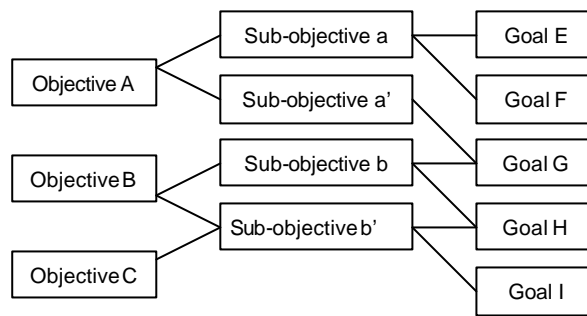 Objective A
Objective B
Objective C
Sub-objective a
Sub-objective a’
Sub-objective b
Sub-objective b’
Goal E
Goal F
Goal G
Goal H
Goal I